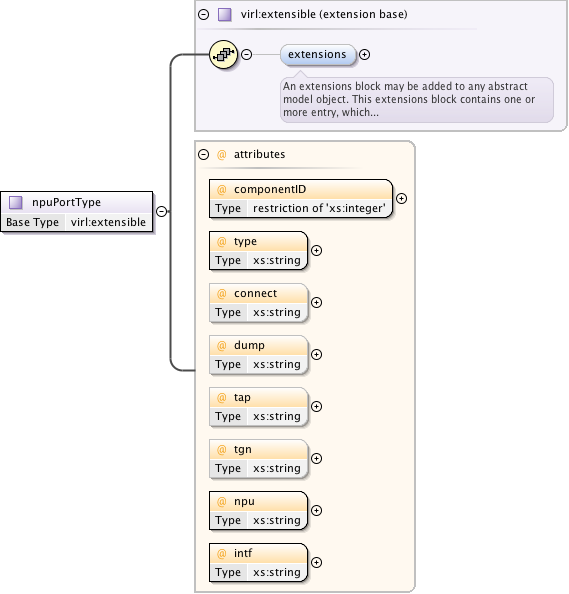 virl:extensible (extension base)
extensions
An extensions block may be added to any abstract
model object. This extensions block contains one or
more entry, which...
npuPortType
Base Type virl:extensible
@ attributes
@ componentID
Type restriction of 'xs:integer'
@ type
Type xs:string
@ connect
Type xs:string
@ dump
Type xs:string
@ tap
Type xs:string
@ tgn
Type xs:string
@ npu
Type xs:string
@ intf
Type xs:string